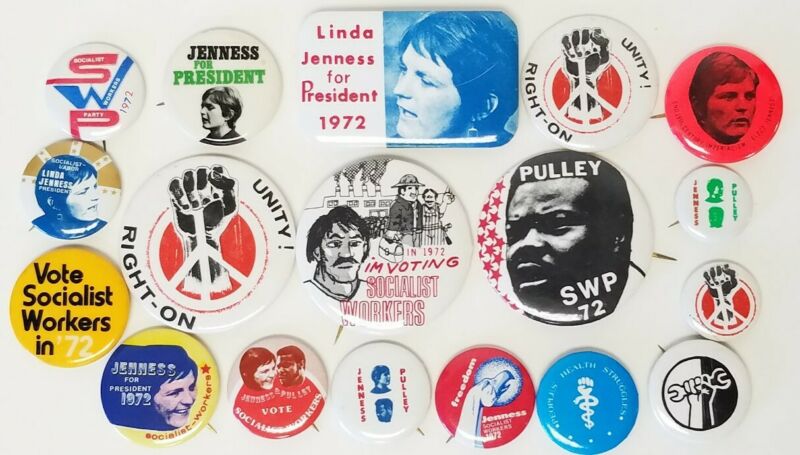 SOCIALIST
WORKERS
SWP
PARTY
1972
JENNESS
FOR
PRESIDENT
Linda
Jenness
for
President
1972
UNITY!
RIGHT-ON
SOCIALIST-
LABOR
LINDA
JENNESS
PRESIDENT
UNITY!
RIGHT-ON
IN 1972
I'M VOTING
SOCIALIST
WORKERS
PULLEY
SWP
72
JENNESS
PULLEY
Vote
Socialist
Workers
in '72
JENNESS
FOR
PRESIDENT
1972
socialist-workers
JENNESS & PULLEY
VOTE
SOCIALIST WORKERS
JENNESS
PULLEY
freedom
Jenness
SOCIALIST
WORKERS
1972
PEOPLE'S HEALTH STRUGGLES